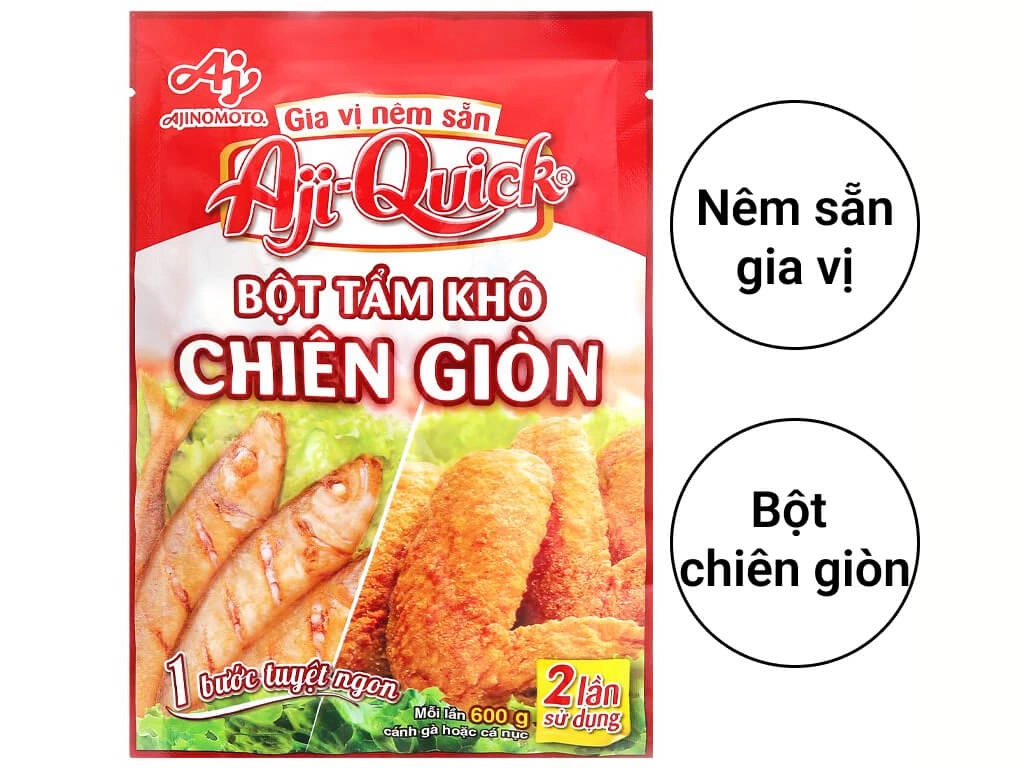 Aj
AJINOMOTO®
Gia vị nêm sẵn
Aji-Quick®
BỘT TẨM KHÔ
CHIÊN GIÒN
1 bước tuyệt ngon
Mỗi lần 600 g
cánh gà hoặc cá nục
2 lần
sử dụng
Nêm sẵn
gia vị
Bột
chiên giòn